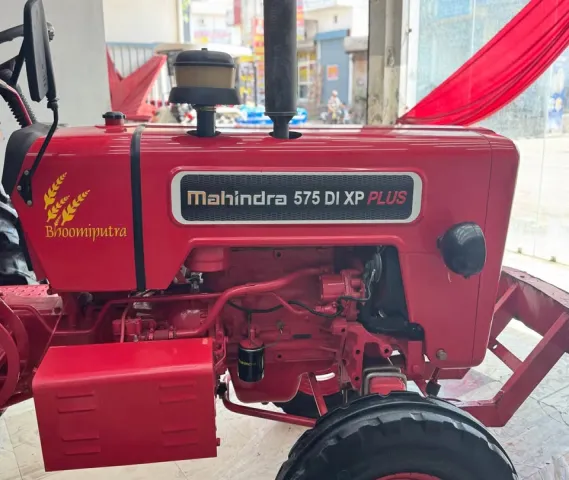 Mahindra 575 DI XP PLUS
Bhoomiputra